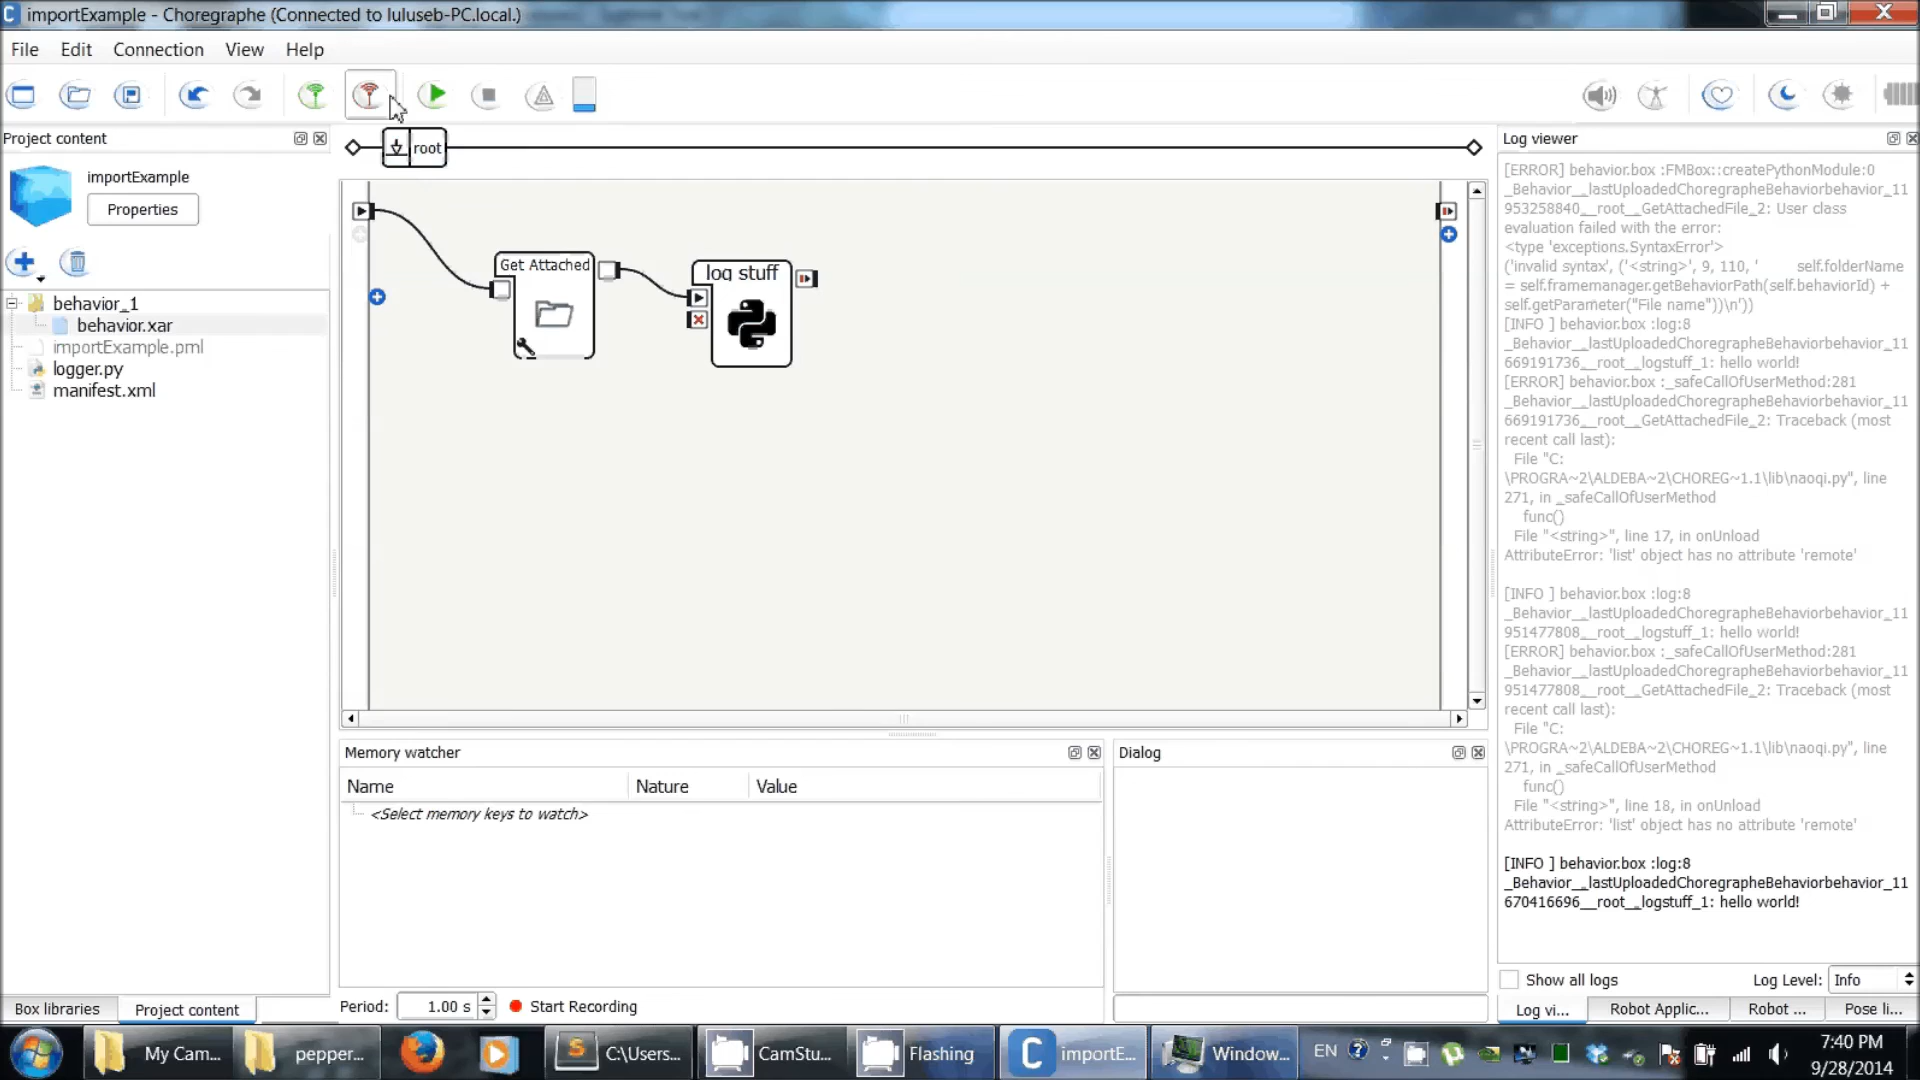 importExample - Choregraphe (Connected to luluseb-PC.local.)
File Edit Connection View Help
Project content
importExample
Properties
behavior_1
behavior.xar
importExample.pml
logger.py
manifest.xml
Box libraries
Project content
root
Get Attached
log stuff
Memory watcher
Name Nature Value
<Select memory keys to watch>
Period: 1.00 s Start Recording
Dialog
Log viewer
[ERROR] behavior.box :FMBox::createPythonModule:0
_Behavior__lastUploadedChoregrapheBehaviorbehavior_11
953258840__root__GetAttachedFile_2: User class
evaluation failed with the error:
<type 'exceptions.SyntaxError'>
('invalid syntax', ('<string>', 9, 110, ' self.folderName
= self.framemanager.getBehaviorPath(self.behaviorId) +
self.getParameter("File name"))\n'))
[INFO ] behavior.box :log:8
_Behavior__lastUploadedChoregrapheBehaviorbehavior_11
669191736__root__logstuff_1: hello world!
[ERROR] behavior.box :_safeCallOfUserMethod:281
_Behavior__lastUploadedChoregrapheBehaviorbehavior_11
669191736__root__GetAttachedFile_2: Traceback (most
recent call last):
File "C:
\PROGRA~2\ALDEBA~2\CHOREG~1.1\lib\naoqi.py", line
271, in _safeCallOfUserMethod
func()
File "<string>", line 17, in onUnload
AttributeError: 'list' object has no attribute 'remote'
[INFO ] behavior.box :log:8
_Behavior__lastUploadedChoregrapheBehaviorbehavior_11
951477808__root__logstuff_1: hello world!
[ERROR] behavior.box :_safeCallOfUserMethod:281
_Behavior__lastUploadedChoregrapheBehaviorbehavior_11
951477808__root__GetAttachedFile_2: Traceback (most
recent call last):
File "C:
\PROGRA~2\ALDEBA~2\CHOREG~1.1\lib\naoqi.py", line
271, in _safeCallOfUserMethod
func()
File "<string>", line 18, in onUnload
AttributeError: 'list' object has no attribute 'remote'
[INFO ] behavior.box :log:8
_Behavior__lastUploadedChoregrapheBehaviorbehavior_11
670416696__root__logstuff_1: hello world!
Show all logs Log Level: Info
Log vi... Robot Applic... Robot ... Pose li...
My Cam... pepper... C:\Users... CamStu... Flashing importE... Window... EN
7:40 PM
9/28/2014